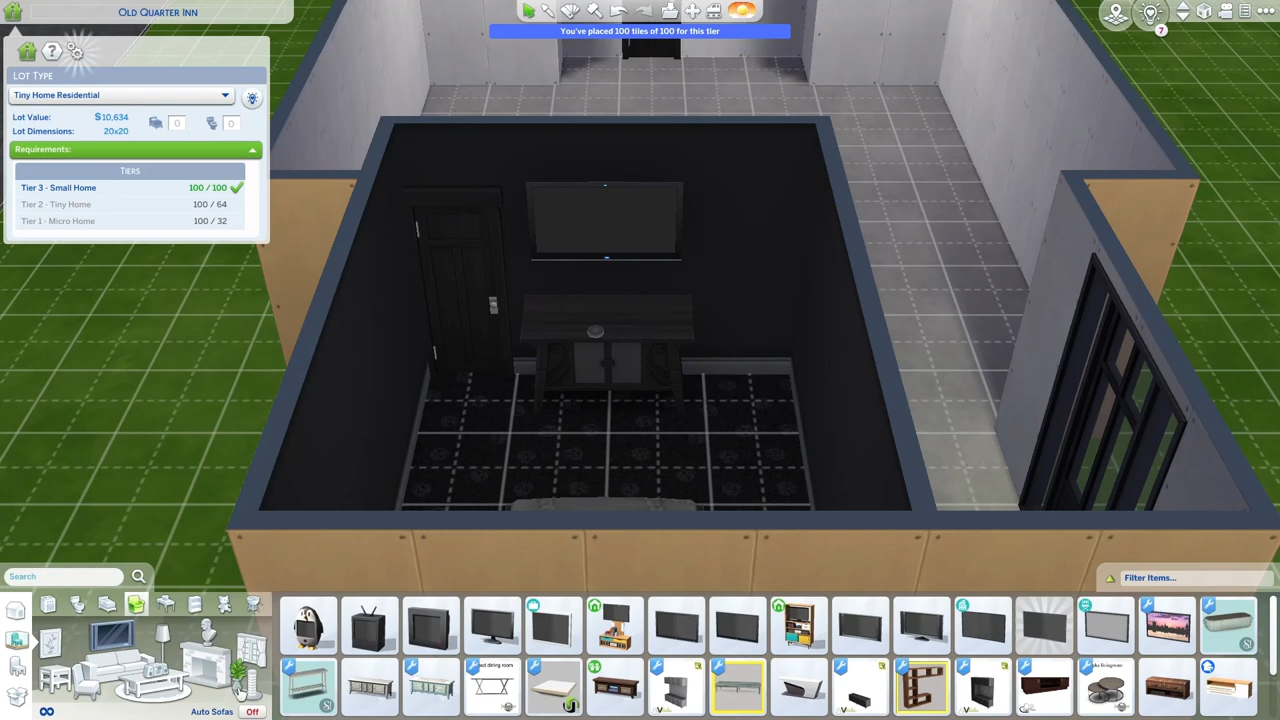 OLD QUARTER INN
You've placed 100 tiles of 100 for this tier
7
LOT TYPE
Tiny Home Residential
Lot Value: §10,634
0
0
Lot Dimensions: 20x20
Requirements:
TIERS
Tier 3 - Small Home 100 / 100
Tier 2 - Tiny Home 100 / 64
Tier 1 - Micro Home 100 / 32
Search
Filter Items...
Auto Sofas Off